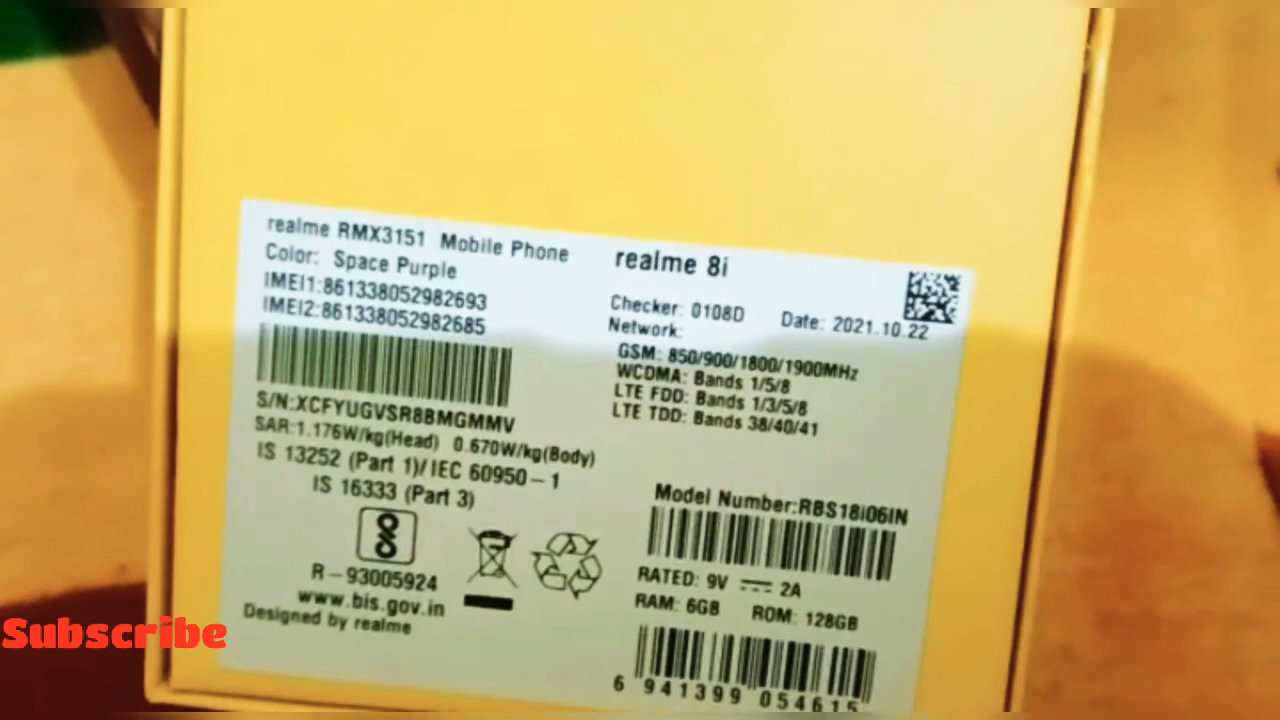 realme RMX3151 Mobile Phone
Color: Space Purple
IMEI1:861338052982693
IMEI2:861338052982685
S/N:XCFYUGVSR8BMGMMV
SAR:1.176W/kg(Head) 0.670W/kg(Body)
IS 13252 (Part 1)/IEC 60950-1
IS 16333 (Part 3)
R-93005924
www.bis.gov.in
Designed by realme
realme 8i
Checker: 0108D Date: 2021.10.22
Network:
GSM: 850/900/1800/1900MHz
WCDMA: Bands 1/5/8
LTE FDD: Bands 1/3/5/8
LTE TDD: Bands 38/40/41
Model Number:RBS18i06IN
RATED: 9V ⎓ 2A
RAM: 6GB ROM: 128GB
6 941399 054615
Subscribe